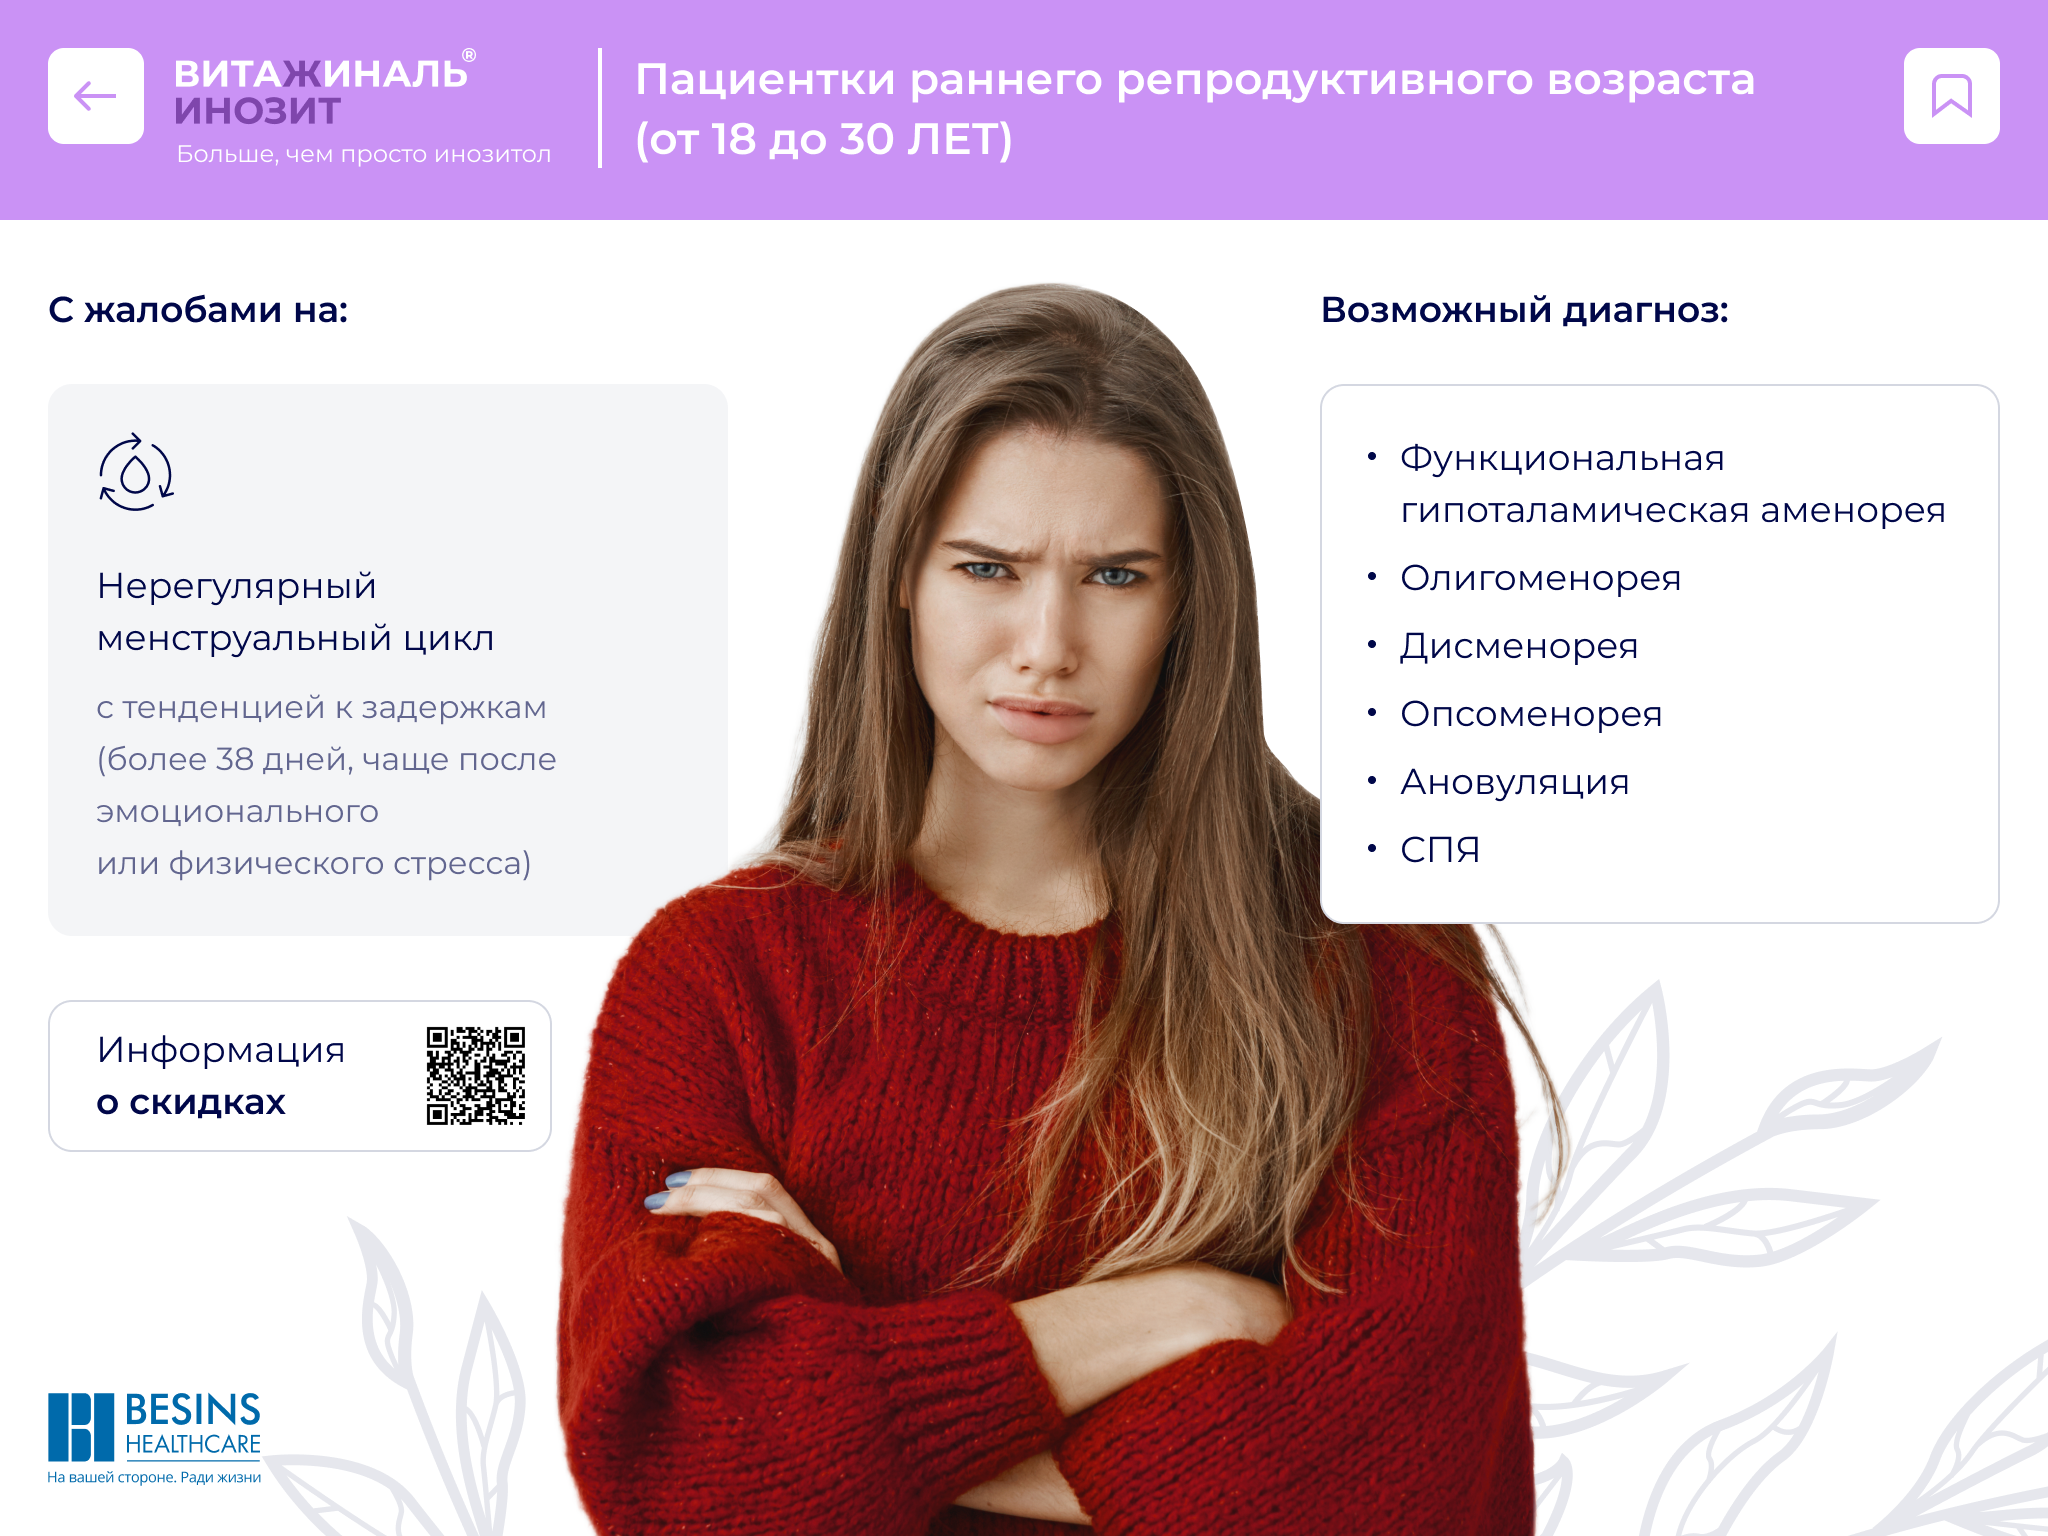 ВИТАЖИНАЛЬ®
ИНОЗИТ
Больше, чем просто инозитол
Пациентки раннего репродуктивного возраста
(от 18 до 30 ЛЕТ)
С жалобами на:
Нерегулярный
менструальный цикл
с тенденцией к задержкам
(более 38 дней, чаще после
эмоционального
или физического стресса)
Информация
о скидках
Возможный диагноз:
• Функциональная
гипоталамическая аменорея
• Олигоменорея
• Дисменорея
• Опсоменорея
• Ановуляция
• СПЯ
BESINS
HEALTHCARE
На вашей стороне. Ради жизни